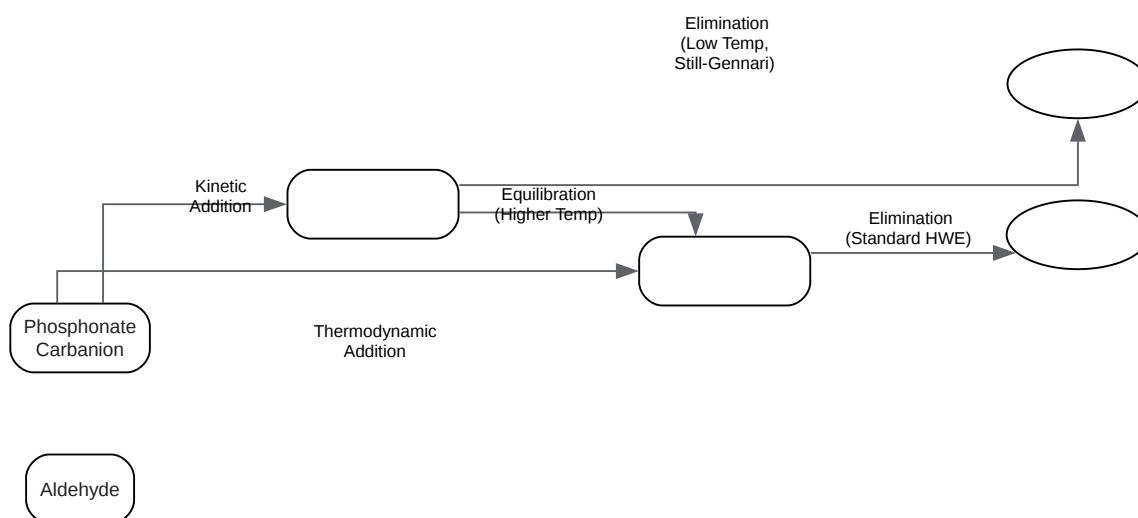 Elimination
(Low Temp,
Still-Gennari)
Kinetic
Addition
Equilibration
(Higher Temp)
Elimination
(Standard HWE)
Phosphonate
Carbanion
Thermodynamic
Addition
Aldehyde